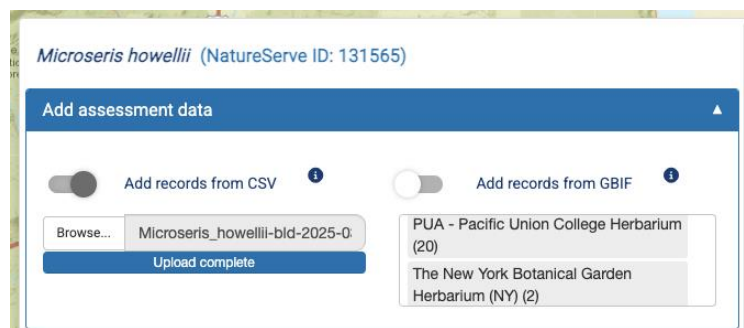 Microseris howellii (NatureServe ID: 131565)
Add assessment data
Add records from CSV
Add records from GBIF
Browse...
Microseris_howellii-bld-2025-0
Upload complete
PUA - Pacific Union College Herbarium
(20)
The New York Botanical Garden
Herbarium (NY) (2)